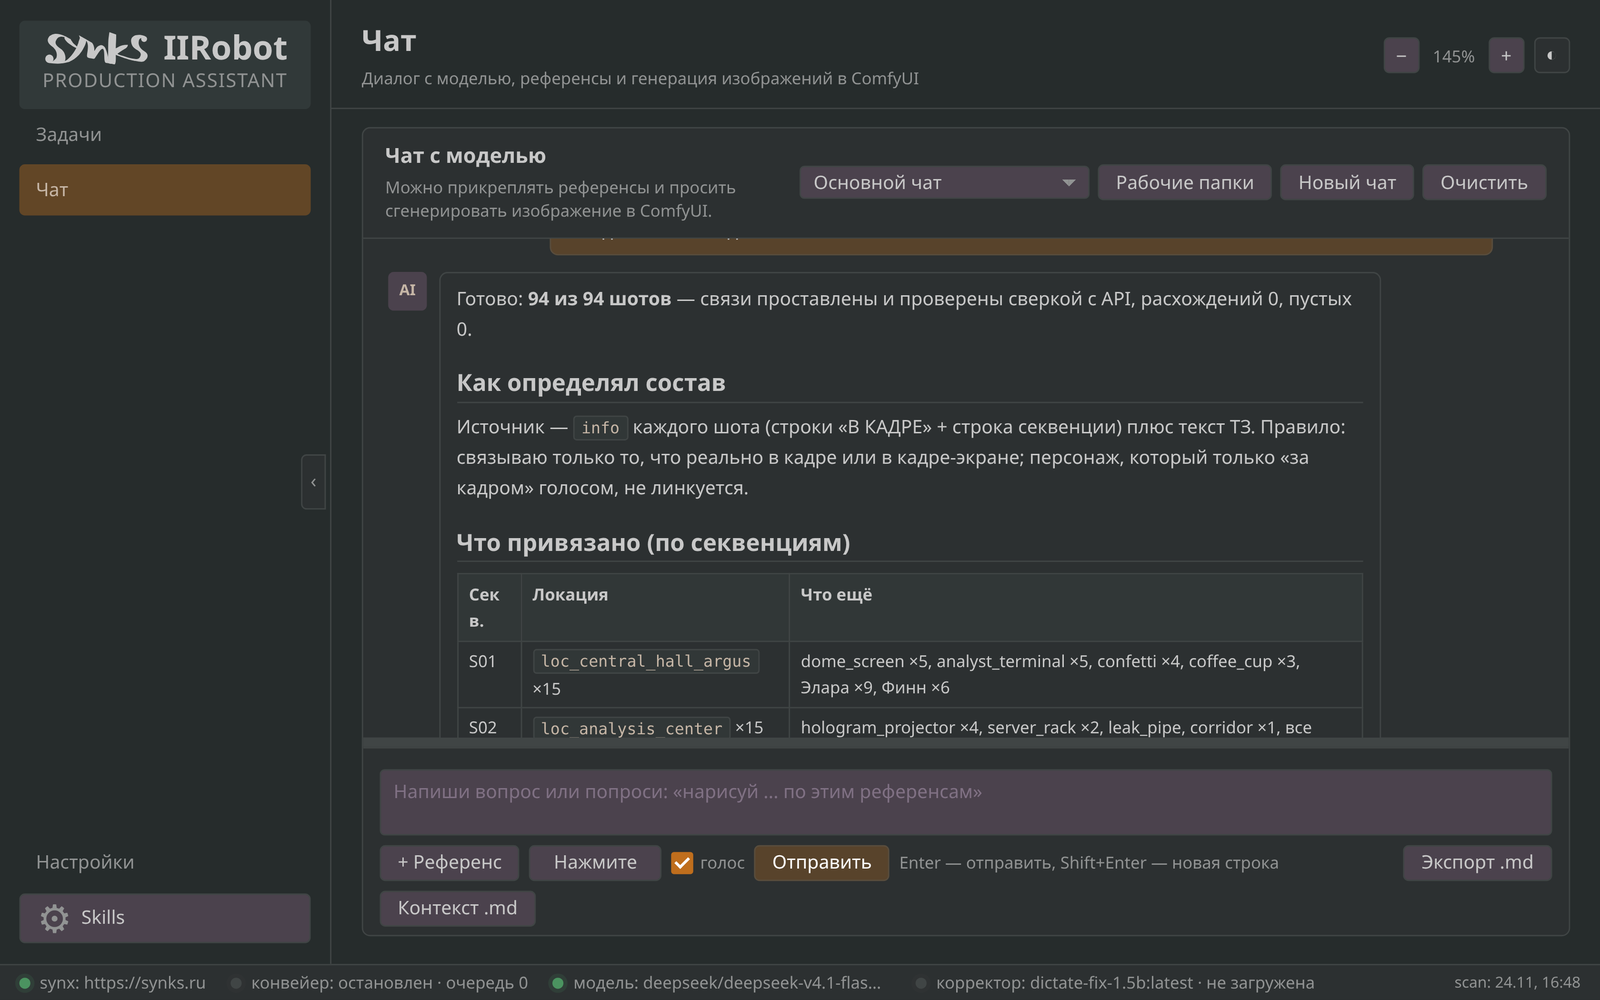 synks IIRobot
PRODUCTION ASSISTANT
Задачи
Чат
Настройки
Skills
Чат
Диалог с моделью, референсы и генерация изображений в ComfyUI
− 145% +
Чат с моделью
Можно прикреплять референсы и просить
сгенерировать изображение в ComfyUI.
Основной чат
Рабочие папки
Новый чат
Очистить
AI
Готово: 94 из 94 шотов — связи проставлены и проверены сверкой с API, расхождений 0, пустых
0.
Как определял состав
Источник — info каждого шота (строки «В КАДРЕ» + строка секвенции) плюс текст ТЗ. Правило:
связываю только то, что реально в кадре или в кадре-экране; персонаж, который только «за
кадром» голосом, не линкуется.
Что привязано (по секвенциям)
Сек
в.
Локация
Что ещё
S01
loc_central_hall_argus
×15
dome_screen ×5, analyst_terminal ×5, confetti ×4, coffee_cup ×3,
Элара ×9, Финн ×6
S02
loc_analysis_center ×15
hologram_projector ×4, server_rack ×2, leak_pipe, corridor ×1, все
Напиши вопрос или попроси: «нарисуй ... по этим референсам»
+ Референс
Нажмите
голос
Отправить
Enter — отправить, Shift+Enter — новая строка
Экспорт .md
Контекст .md
synx: https://synks.ru
конвейер: остановлен · очередь 0
модель: deepseek/deepseek-v4.1-flas...
корректор: dictate-fix-1.5b:latest · не загружена
scan: 24.11, 16:48